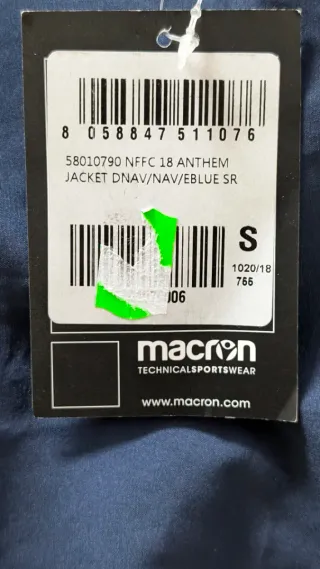 8 058847 511076
58010790 NFFC 18 ANTHEM
JACKET DNAV/NAV/EBLUE SR
S
1020/18
766
006
macron
TECHNICALSPORTSWEAR
www.macron.com